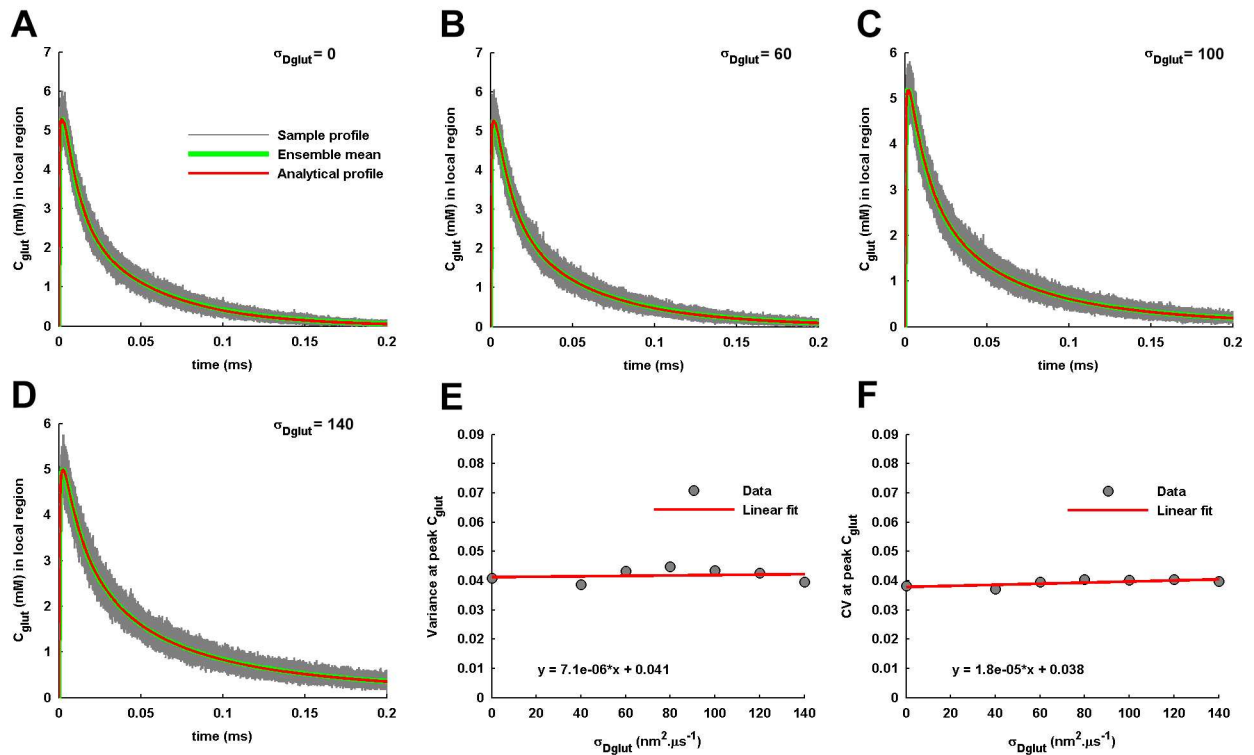 A
σDglut = 0
7
6
5
4
3
2
1
0
C glut (mM) in local region
Sample profile
Ensemble mean
Analytical profile
0
0.05
0.1
0.15
0.2
time (ms)
B
σDglut = 60
7
6
5
4
3
2
1
0
C glut (mM) in local region
0
0.05
0.1
0.15
0.2
time (ms)
C
σDglut = 100
6
5
4
3
2
1
0
C glut (mM) in local region
0
0.05
0.1
0.15
0.2
time (ms)
D
σDglut = 140
6
5
4
3
2
1
0
C glut (mM) in local region
0
0.05
0.1
0.15
0.2
time (ms)
E
0.09
0.08
0.07
0.06
0.05
0.04
0.03
0.02
0.01
0
Variance at peak C glut
Data
Linear fit
y = 7.1e-06*x + 0.041
0
20
40
60
80
100
120
140
σDglut (nm².µs⁻¹)
F
0.09
0.08
0.07
0.06
0.05
0.04
0.03
0.02
0.01
0
CV at peak C glut
Data
Linear fit
y = 1.8e-05*x + 0.038
0
20
40
60
80
100
120
140
σDglut (nm².µs⁻¹)